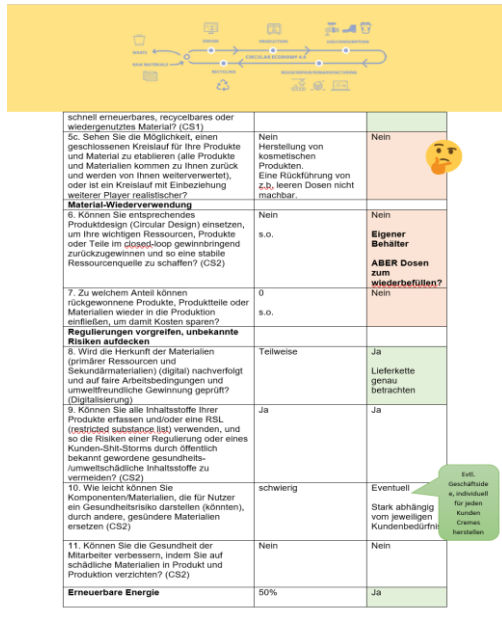 DESIGN
PRODUCTION
USE/CONSUMPTION
WASTE
CIRCULAR ECONOMY 4.0
RAW MATERIALS
RECYCLING
schnell erneuerbares, recycelbares oder
wiedergenutztes Material? (CS1)
5c. Sehen Sie die Möglichkeit, einen
geschlossenen Kreislauf für Ihre Produkte
und Material zu etablieren (alle Produkte
und Materialien kommen zu Ihnen zurück
und werden von Ihnen weiterverwertet),
oder ist ein Kreislauf mit Einbeziehung
weiterer Player realistischer?
Nein
Herstellung von
kosmetischen
Produkten.
Eine Rückführung von
z.b. leeren Dosen nicht
machbar.
Nein
Material-Wiederverwendung
6. Können Sie entsprechendes
Produktdesign (Circular Design) einsetzen,
um Ihre wichtigen Ressourcen, Produkte
oder Teile im closed-loop gewinnbringend
zurückzugewinnen und so eine stabile
Ressourcenquelle zu schaffen? (CS2)
Nein
s.o.
Nein
Eigener
Behälter
ABER Dosen
zum
wiederbefüllen?
7. Zu welchem Anteil können
rückgewonnene Produkte, Produktteile oder
Materialien wieder in die Produktion
einfließen, um damit Kosten sparen?
0
s.o.
Nein
Regulierungen vorgreifen, unbekannte
Risiken aufdecken
8. Wird die Herkunft der Materialien
(primärer Ressourcen und
Sekundärmaterialien) (digital) nachverfolgt
und auf faire Arbeitsbedingungen und
umweltfreundliche Gewinnung geprüft?
(Digitalisierung)
Teilweise
Ja
Lieferkette
genau
betrachten
9. Können Sie alle Inhaltsstoffe Ihrer
Produkte erfassen und/oder eine RSL
(restricted substance list) verwenden, und
so die Risiken einer Regulierung oder eines
Kunden-Shit-Storms durch öffentlich
bekannt gewordene gesundheits-
/umweltschädliche Inhaltsstoffe zu
vermeiden? (CS2)
Ja
Ja
10. Wie leicht können Sie
Komponenten/Materialien, die für Nutzer
ein Gesundheitsrisiko darstellen (könnten),
durch andere, gesündere Materialien
ersetzen (CS2)
schwierig
Eventuell
Stark abhängig
vom jeweiligen
Kundenbedürfnis
Evtl.
Geschäftside
e, individuell
für jeden
Kunden
Cremes
herstellen
11. Können Sie die Gesundheit der
Mitarbeiter verbessern, indem Sie auf
schädliche Materialien in Produkt und
Produktion verzichten? (CS2)
Nein
Nein
Erneuerbare Energie
50%
Ja